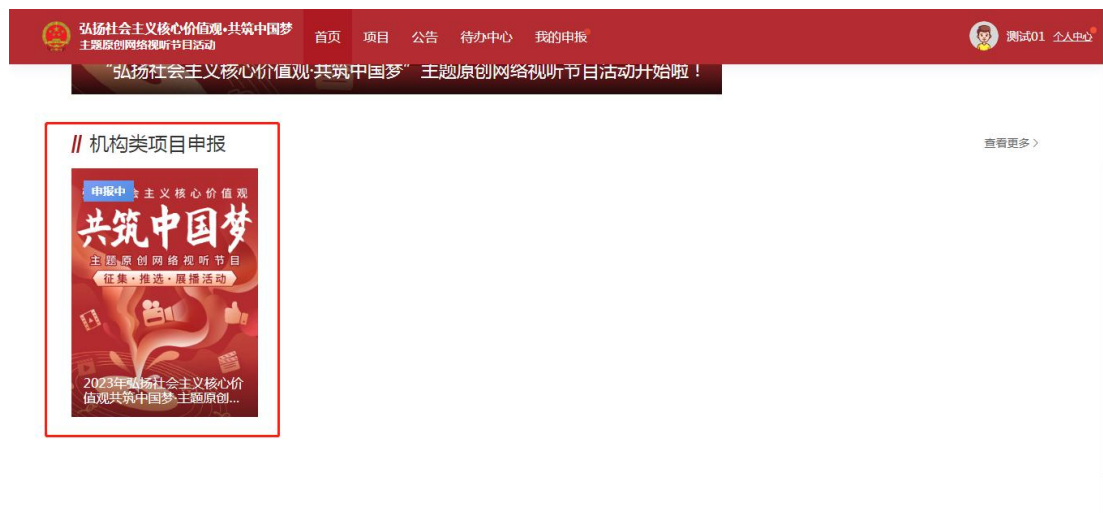 弘扬社会主义核心价值观•共筑中国梦
主题原创网络视听节目活动
首页 项目 公告 待办中心 我的申报
测试01 个人中心
“弘扬社会主义核心价值观·共筑中国梦”主题原创网络视听节目活动开始啦！
机构类项目申报
查看更多
申报中
会主义核心价值观
共筑中国梦
主题原创网络视听节目
征集·推选·展播活动
2023年弘扬社会主义核心价
值观共筑中国梦·主题原创...